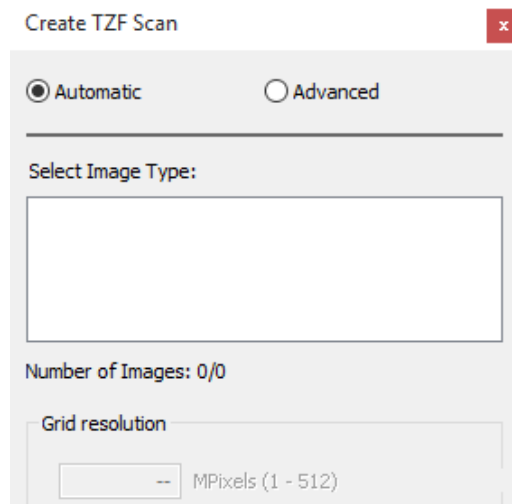 Create TZF Scan
x
Automatic Advanced
Select Image Type:
Number of Images: 0/0
Grid resolution
-- MPixels (1 - 512)